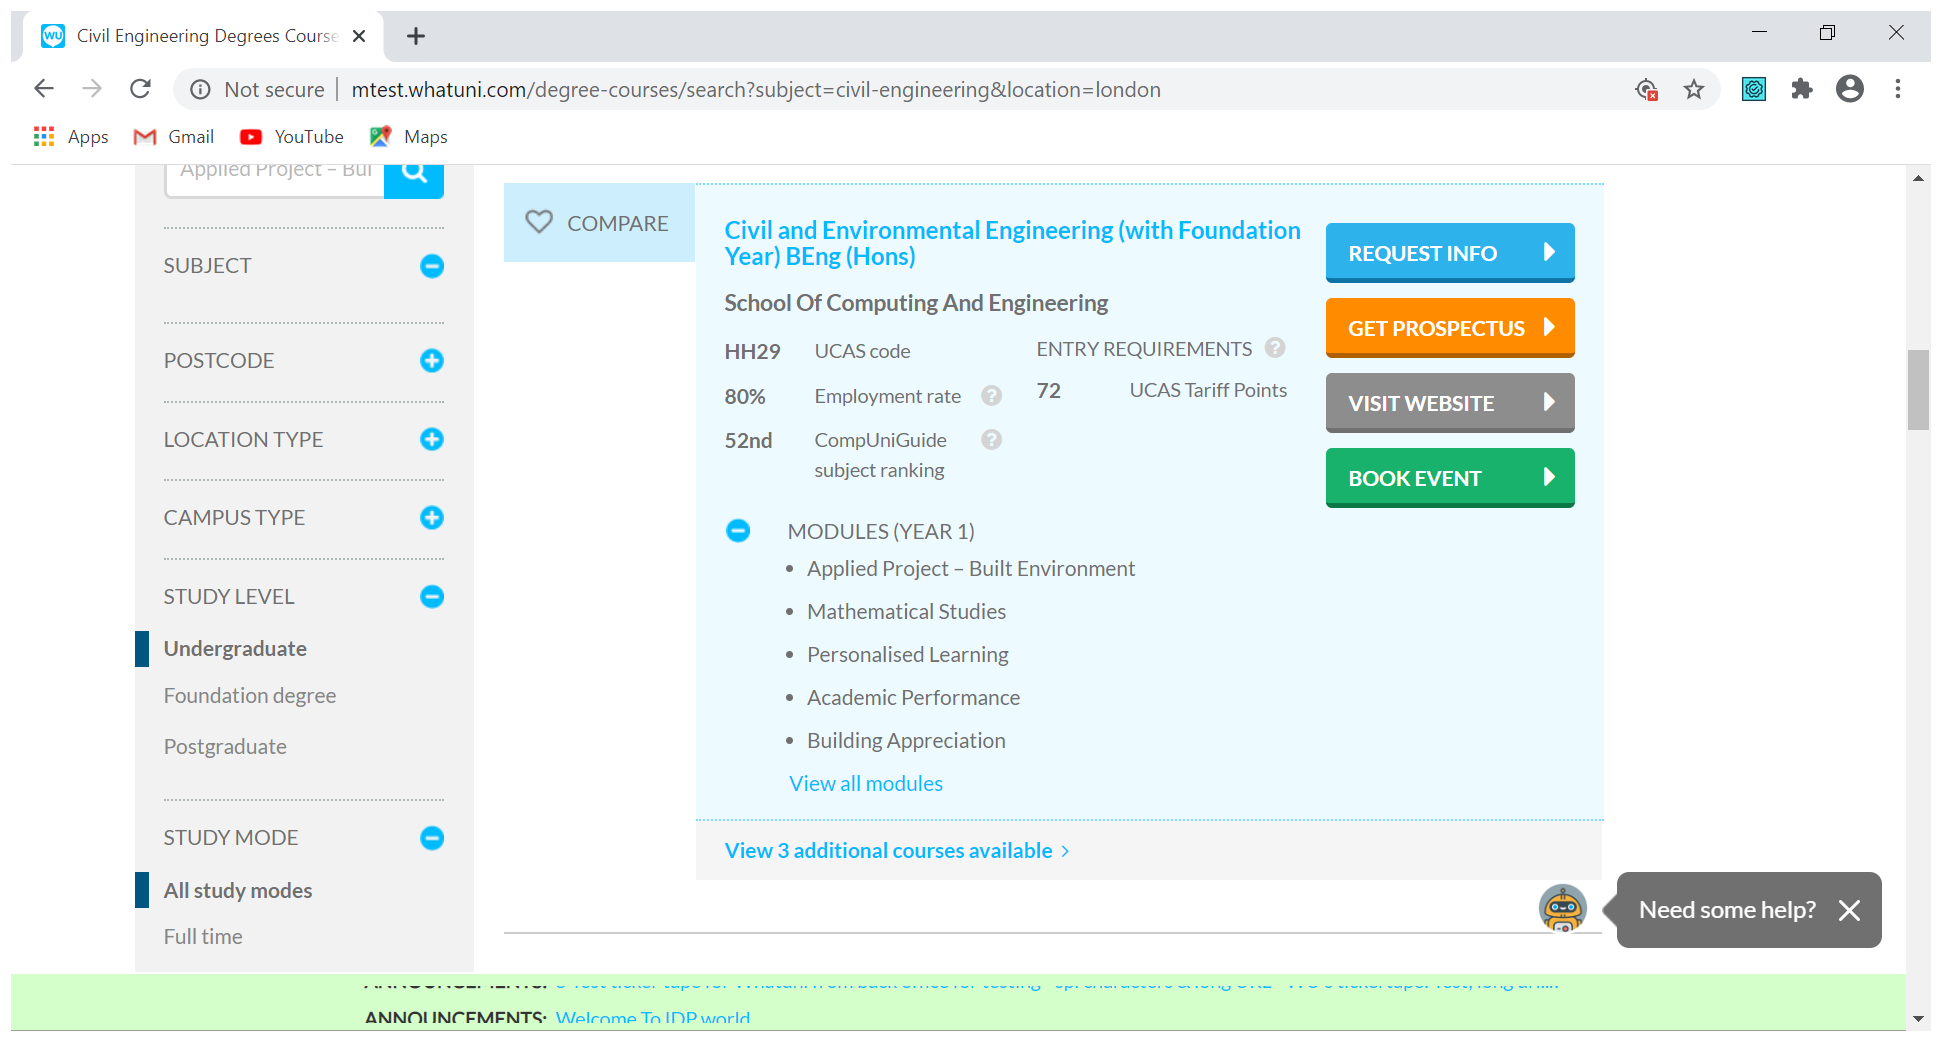 Civil Engineering Degrees Course
Not secure
mtest.whatuni.com/degree-courses/search?subject=civil-engineering&location=london
Apps
Gmail
YouTube
Maps
Applied Project – Bui
SUBJECT
POSTCODE
LOCATION TYPE
CAMPUS TYPE
STUDY LEVEL
Undergraduate
Foundation degree
Postgraduate
STUDY MODE
All study modes
Full time
COMPARE
Civil and Environmental Engineering (with Foundation
Year) BEng (Hons)
School Of Computing And Engineering
HH29 UCAS code
80% Employment rate ?
52nd CompUniGuide ?
subject ranking
ENTRY REQUIREMENTS ?
72 UCAS Tariff Points
REQUEST INFO
GET PROSPECTUS
VISIT WEBSITE
BOOK EVENT
MODULES (YEAR 1)
• Applied Project – Built Environment
• Mathematical Studies
• Personalised Learning
• Academic Performance
• Building Appreciation
View all modules
View 3 additional courses available >
Need some help?
ANNOUNCEMENTS:
ANNOUNCEMENTS: Welcome To IDP world